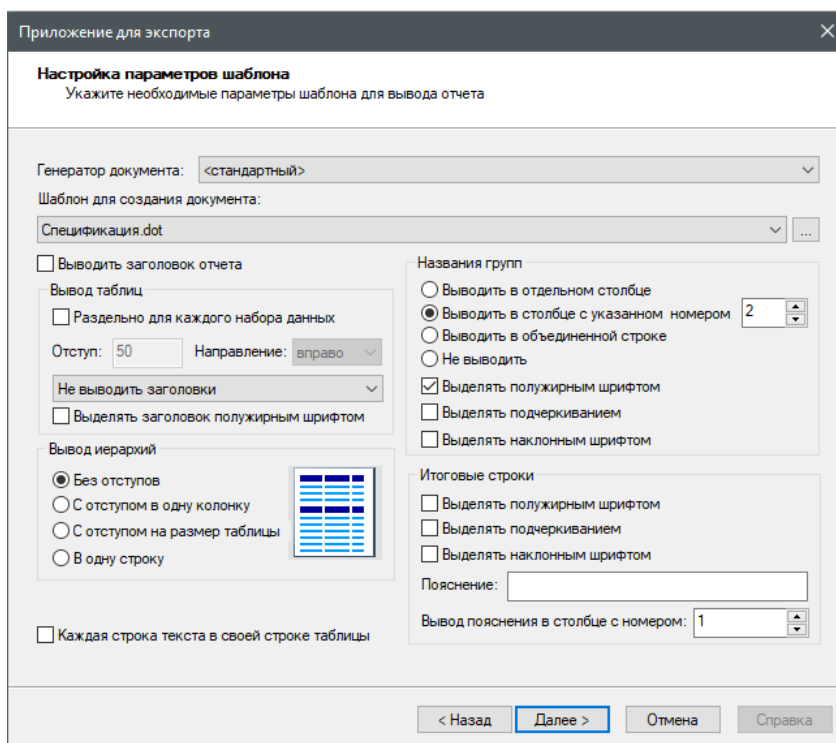 Приложение для экспорта
Настройка параметров шаблона
Укажите необходимые параметры шаблона для вывода отчета
Генератор документа: <стандартный>
Шаблон для создания документа:
Спецификация.dot
...
Выводить заголовок отчета
Вывод таблиц
Раздельно для каждого набора данных
Отступ: 50 Направление: вправо
Не выводить заголовки
Выделять заголовок полужирным шрифтом
Вывод иерархий
Без отступов
С отступом в одну колонку
С отступом на размер таблицы
В одну строку
Каждая строка текста в своей строке таблицы
Названия групп
Выводить в отдельном столбце
Выводить в столбце с указанном номером 2
Выводить в объединенной строке
Не выводить
Выделять полужирным шрифтом
Выделять подчеркиванием
Выделять наклонным шрифтом
Итоговые строки
Выделять полужирным шрифтом
Выделять подчеркиванием
Выделять наклонным шрифтом
Пояснение:
Вывод пояснения в столбце с номером: 1
< Назад
Далее >
Отмена
Справка